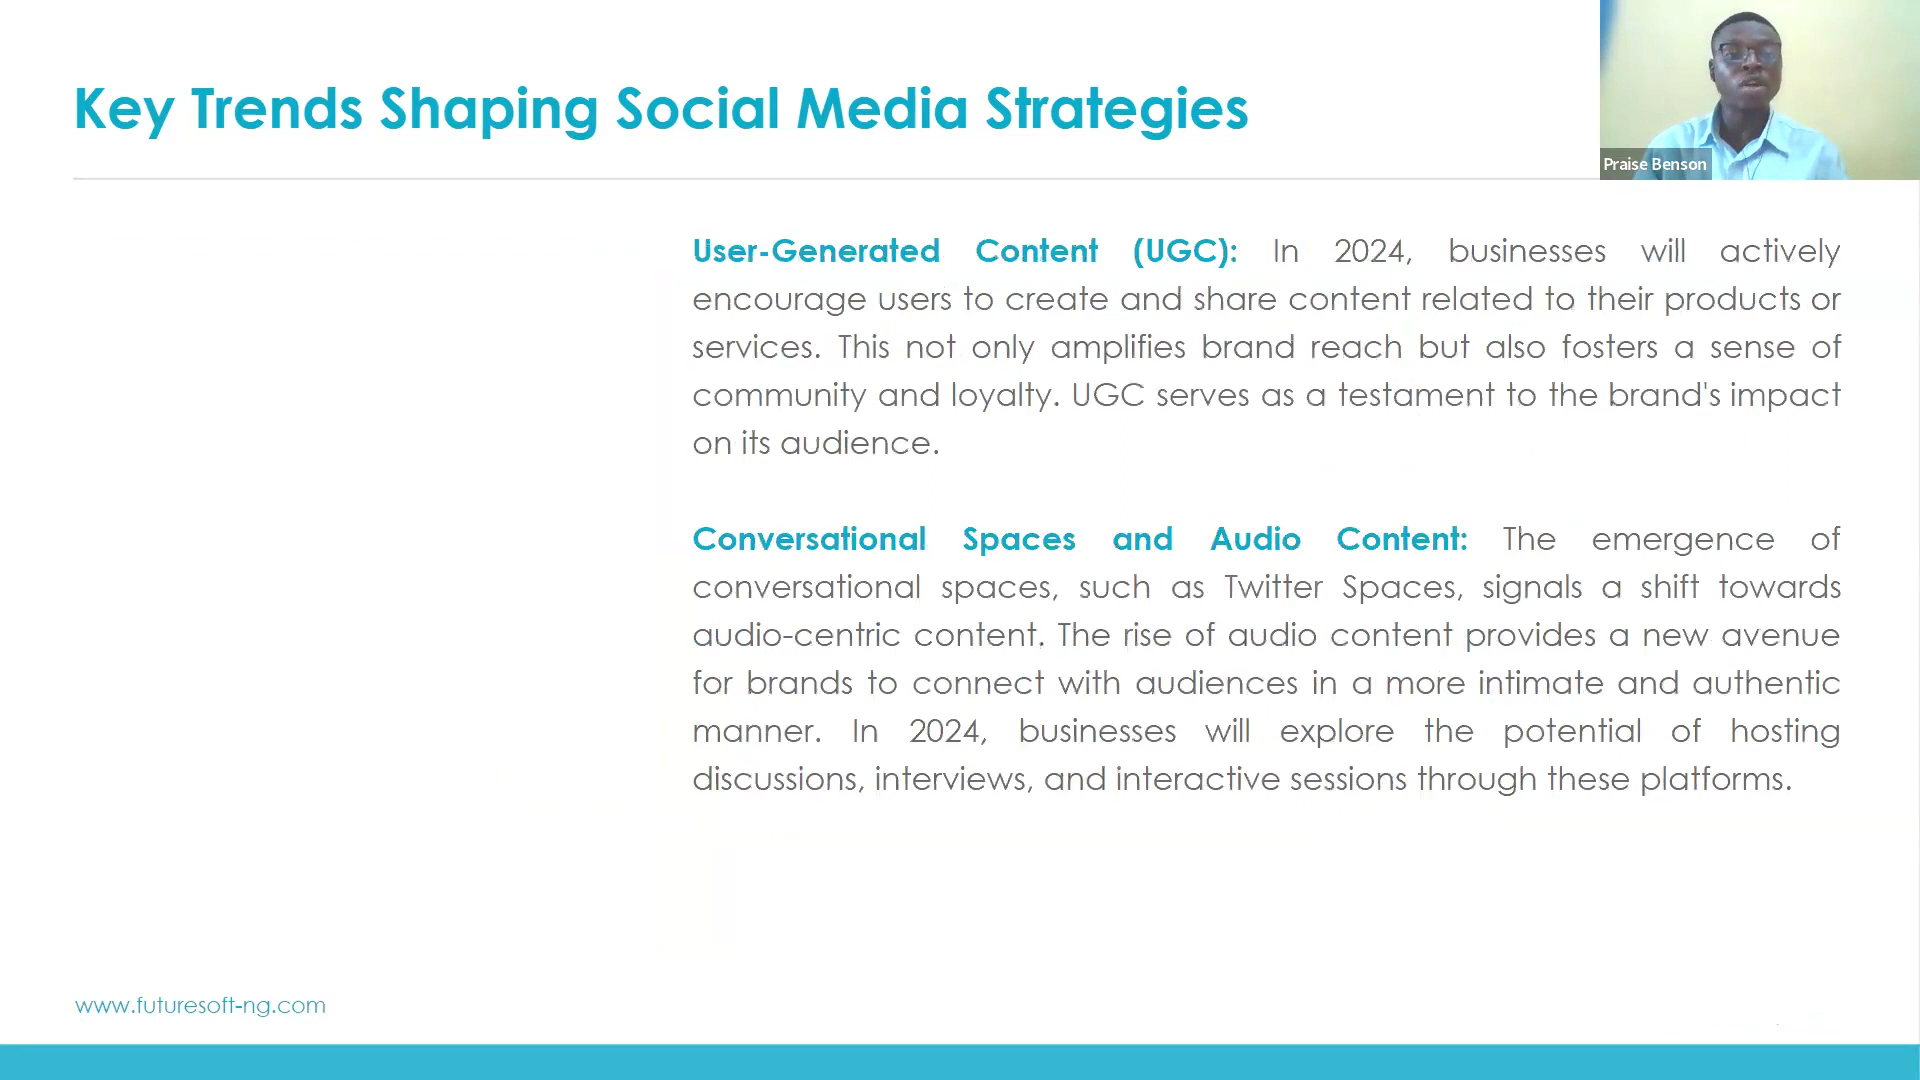 Key Trends Shaping Social Media Strategies
Praise Benson
User-Generated Content (UGC): In 2024, businesses will actively
encourage users to create and share content related to their products or
services. This not only amplifies brand reach but also fosters a sense of
community and loyalty. UGC serves as a testament to the brand's impact
on its audience.
Conversational Spaces and Audio Content: The emergence of
conversational spaces, such as Twitter Spaces, signals a shift towards
audio-centric content. The rise of audio content provides a new avenue
for brands to connect with audiences in a more intimate and authentic
manner. In 2024, businesses will explore the potential of hosting
discussions, interviews, and interactive sessions through these platforms.
www.futuresoft-ng.com